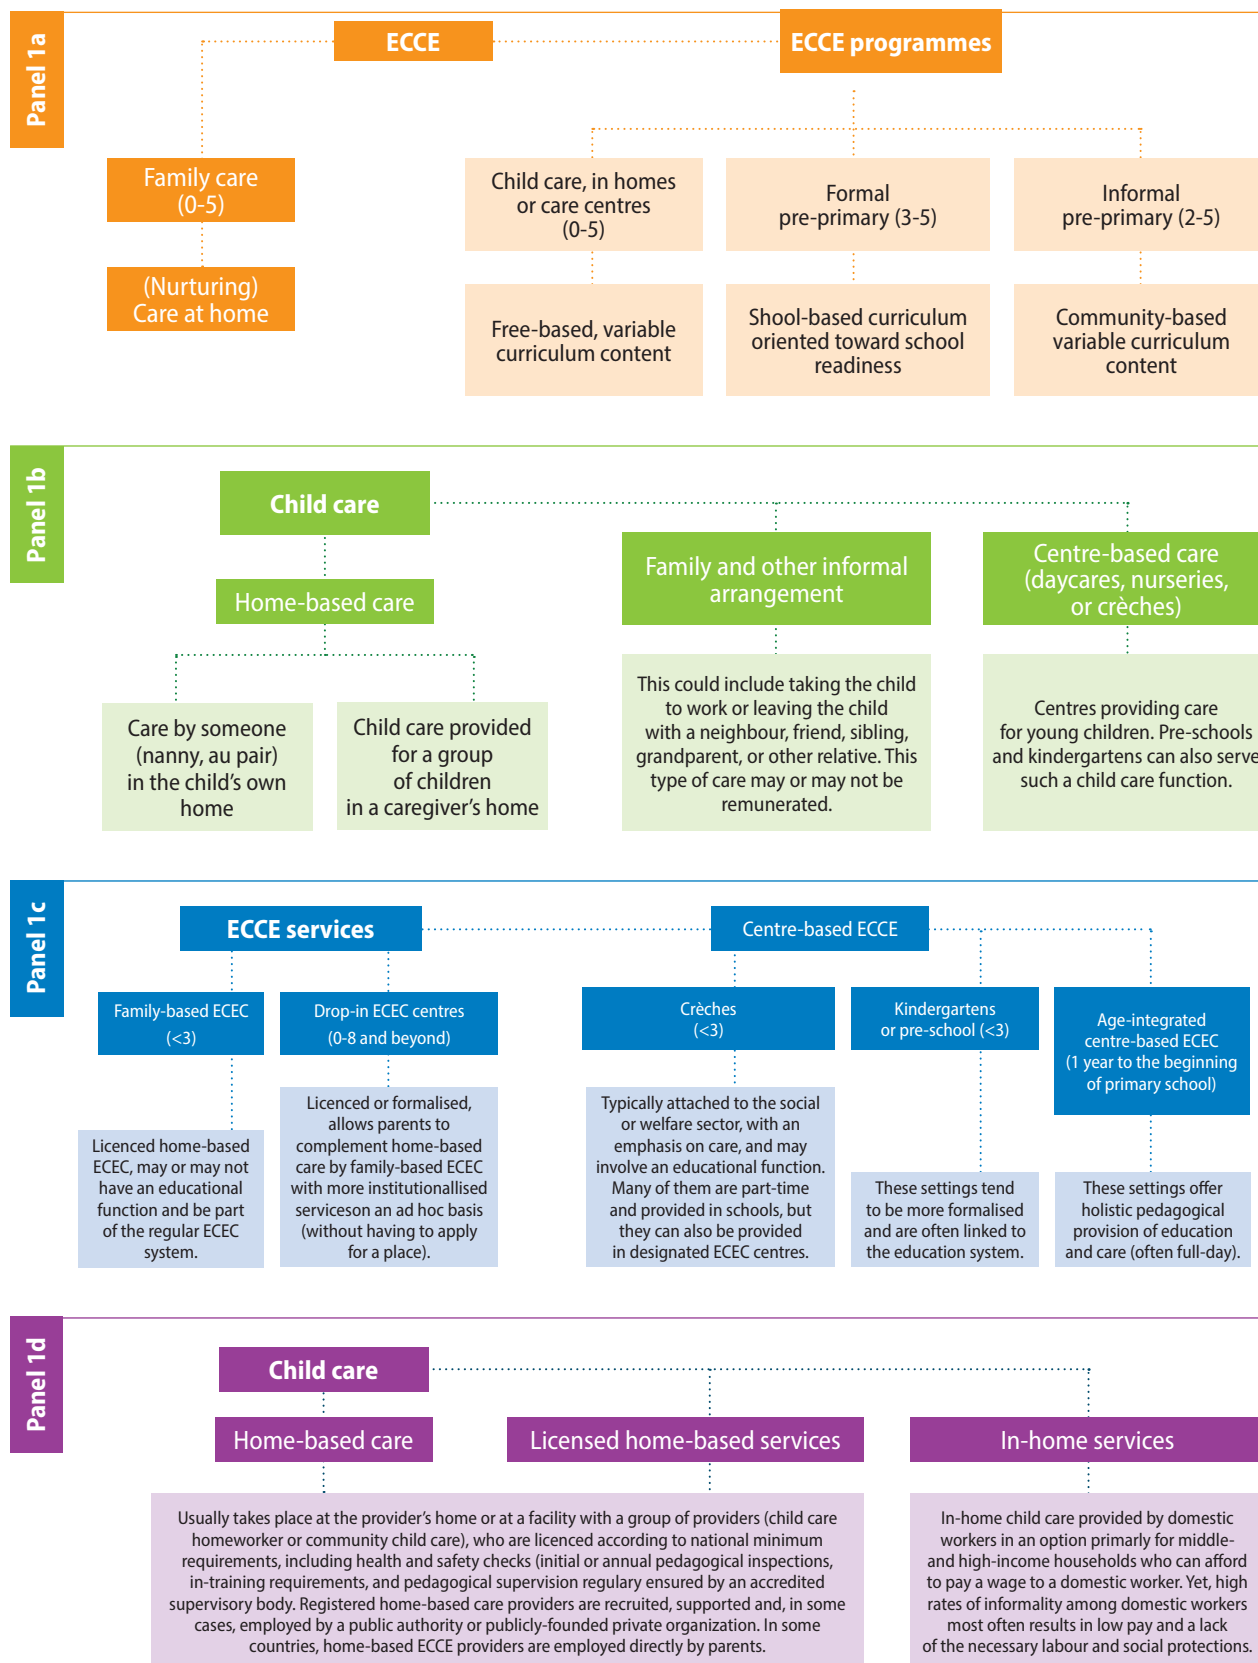 Panel 1a
ECCE
ECCE programmes
Family care
(0-5)
(Nurturing)
Care at home
Child care, in homes
or care centres
(0-5)
Free-based, variable
curriculum content
Formal
pre-primary (3-5)
Shool-based curriculum
oriented toward school
readiness
Informal
pre-primary (2-5)
Community-based
variable curriculum
content
Panel 1b
Child care
Home-based care
Care by someone
(nanny, au pair)
in the child's own
home
Child care provided
for a group
of children
in a caregiver's home
Family and other informal
arrangement
This could include taking the child
to work or leaving the child
with a neighbour, friend, sibling,
grandparent, or other relative. This
type of care may or may not be
remunerated.
Centre-based care
(daycares, nurseries,
or crèches)
Centres providing care
for young children. Pre-schools
and kindergartens can also serve
such a child care function.
Panel 1c
ECCE services
Centre-based ECCE
Family-based ECEC
(<3)
Licenced home-based
ECEC, may or may not
have an educational
function and be part
of the regular ECEC
system.
Drop-in ECEC centres
(0-8 and beyond)
Licenced or formalised,
allows parents to
complement home-based
care by family-based ECEC
with more institutionallised
serviceson an ad hoc basis
(without having to apply
for a place).
Crèches
(<3)
Typically attached to the social
or welfare sector, with an
emphasis on care, and may
involve an educational function.
Many of them are part-time
and provided in schools, but
they can also be provided
in designated ECEC centres.
Kindergartens
or pre-school (<3)
These settings tend
to be more formalised
and are often linked to
the education system.
Age-integrated
centre-based ECEC
(1 year to the beginning
of primary school)
These settings offer
holistic pedagogical
provision of education
and care (often full-day).
Panel 1d
Child care
Home-based care
Licensed home-based services
In-home services
Usually takes place at the provider's home or at a facility with a group of providers (child care
homeworker or community child care), who are licenced according to national minimum
requirements, including health and safety checks (initial or annual pedagogical inspections,
in-training requirements, and pedagogical supervision regulary ensured by an accredited
supervisory body. Registered home-based care providers are recruited, supported and, in some
cases, employed by a public authority or publicly-founded private organization. In some
countries, home-based ECCE providers are employed directly by parents.
In-home child care provided by domestic
workers in an option primarily for middle-
and high-income households who can afford
to pay a wage to a domestic worker. Yet, high
rates of informality among domestic workers
most often results in low pay and a lack
of the necessary labour and social protections.